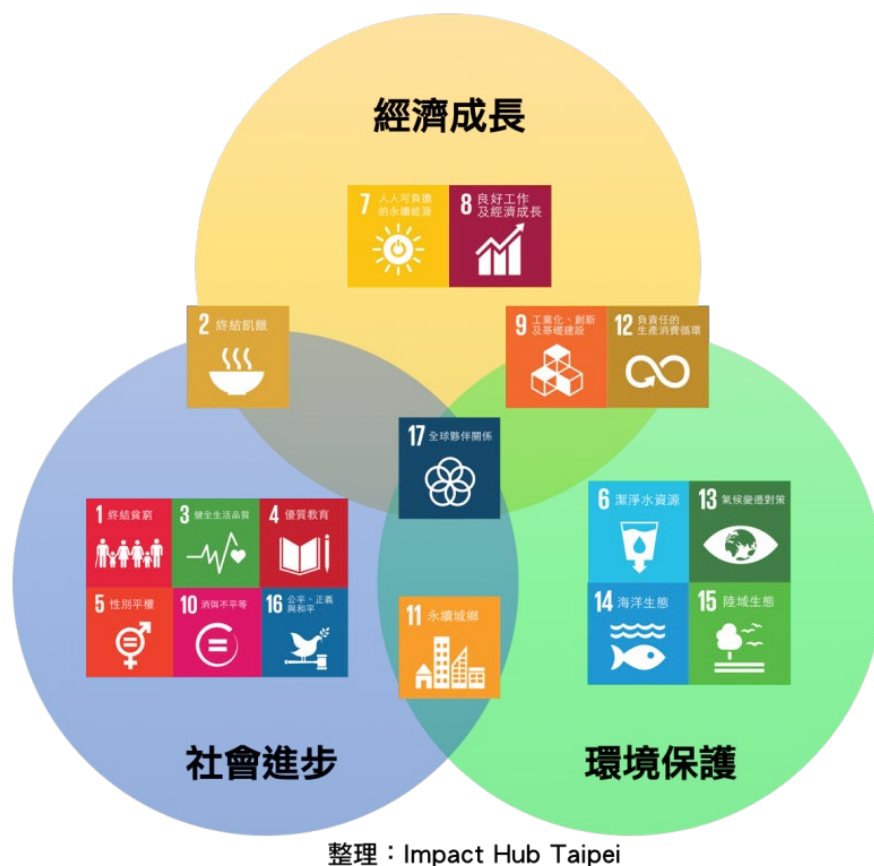 經濟成長
7 人人可負擔
的永續能源
8 良好工作
及經濟成長
2 終結飢餓
9 工業化、創新
及基礎建設
12 負責任的
生產消費循環
17 全球夥伴關係
1 終結貧窮
3 健全生活品質
4 優質教育
5 性別平權
10 消弭不平等
16 公平、正義
與和平
6 潔淨水資源
13 氣候變遷對策
14 海洋生態
15 陸域生態
11 永續城鄉
社會進步
環境保護
整理：Impact Hub Taipei